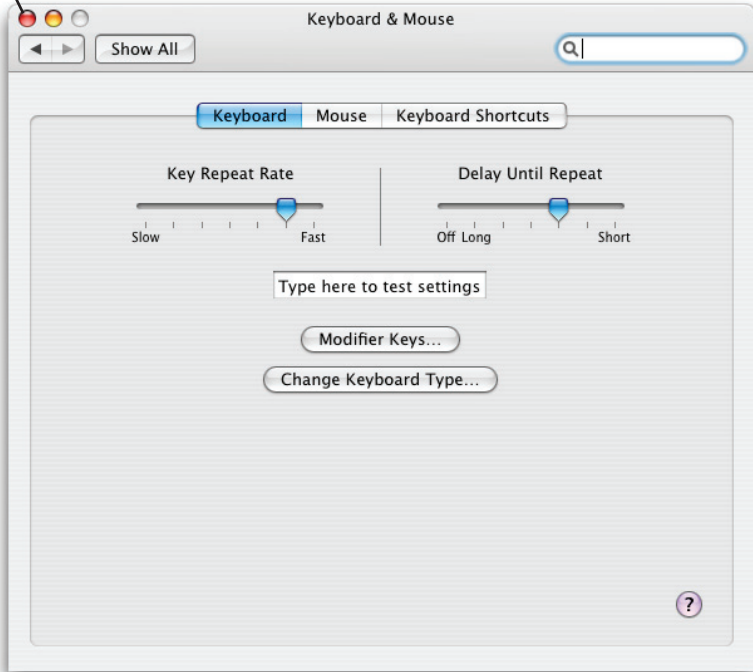 Keyboard & Mouse
Show All
Keyboard Mouse Keyboard Shortcuts
Key Repeat Rate
Slow Fast
Delay Until Repeat
Off Long Short
Type here to test settings
Modifier Keys...
Change Keyboard Type...
?